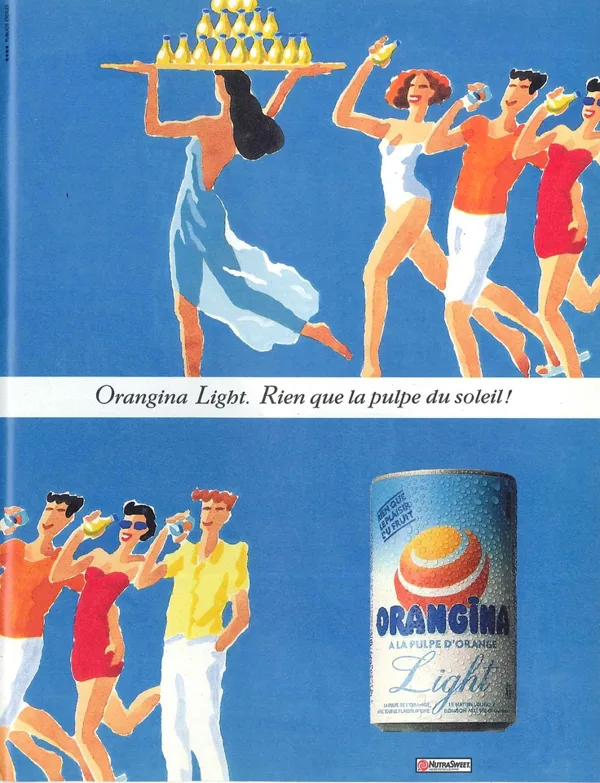 Orangina Light. Rien que la pulpe du soleil!
RIEN QUE
LE PLAISIR
DU FRUIT
ORANGINA
A LA PULPE D'ORANGE
Light
NUTRASWEET